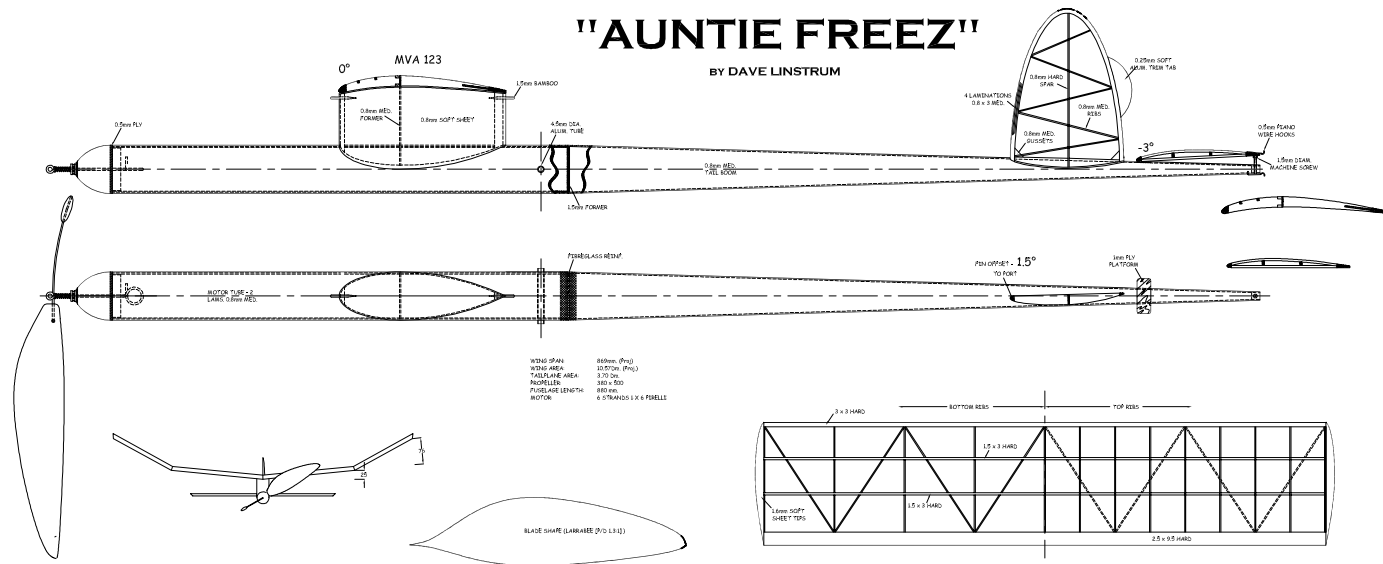 "AUNTIE FREEZ"
BY DAVE LINSTRUM
MVA 123
0°
1.5mm BAMBOO
0.8mm MED.
FORMER
0.8mm SOFT SHEET
0.5mm PLY
4.5mm DIA.
ALUM. TUBE
1.5mm FORMER
0.8mm MED.
TAIL BOOM
0.25mm SOFT
ALUM. TRIM TAB
0.8mm HARD
SPAR
4 LAMINATIONS
0.8 x 3 MED.
0.8mm MED.
RIBS
0.8mm MED.
GUSSETS
-3°
0.5mm PIANO
WIRE HOOKS
1.5mm DIAM.
MACHINE SCREW
FIBREGLASS REINF.
MOTOR TUBE - 2
LAMS. 0.8mm MED.
FIN OFFSET - 1.5°
TO PORT
1mm PLY
PLATFORM
WING SPAN: 869mm. (Proj)
WING AREA: 10.57Dm. (Proj.)
TAILPLANE AREA: 3.70 Dm.
PROPELLER: 380 x 500
FUSELAGE LENGTH: 880 mm.
MOTOR: 6 STRANDS 1 X 6 PIRELLI
BOTTOM RIBS
TOP RIBS
3 x 3 HARD
1.5 x 3 HARD
1.5 x 3 HARD
1.6mm SOFT
SHEET TIPS
2.5 x 9.5 HARD
25
BLADE SHAPE (LARRABEE [P/D 1.3:1])